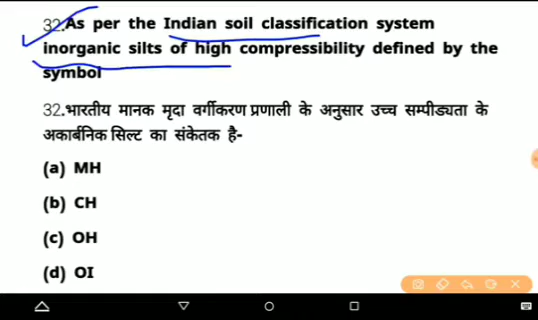 32.As per the Indian soil classification system
inorganic silts of high compressibility defined by the
symbol
32.भारतीय मानक मृदा वर्गीकरण प्रणाली के अनुसार उच्च सम्पीड्यता के
अकार्बनिक सिल्ट का संकेतक है-
(a) MH
(b) CH
(c) OH
(d) OI